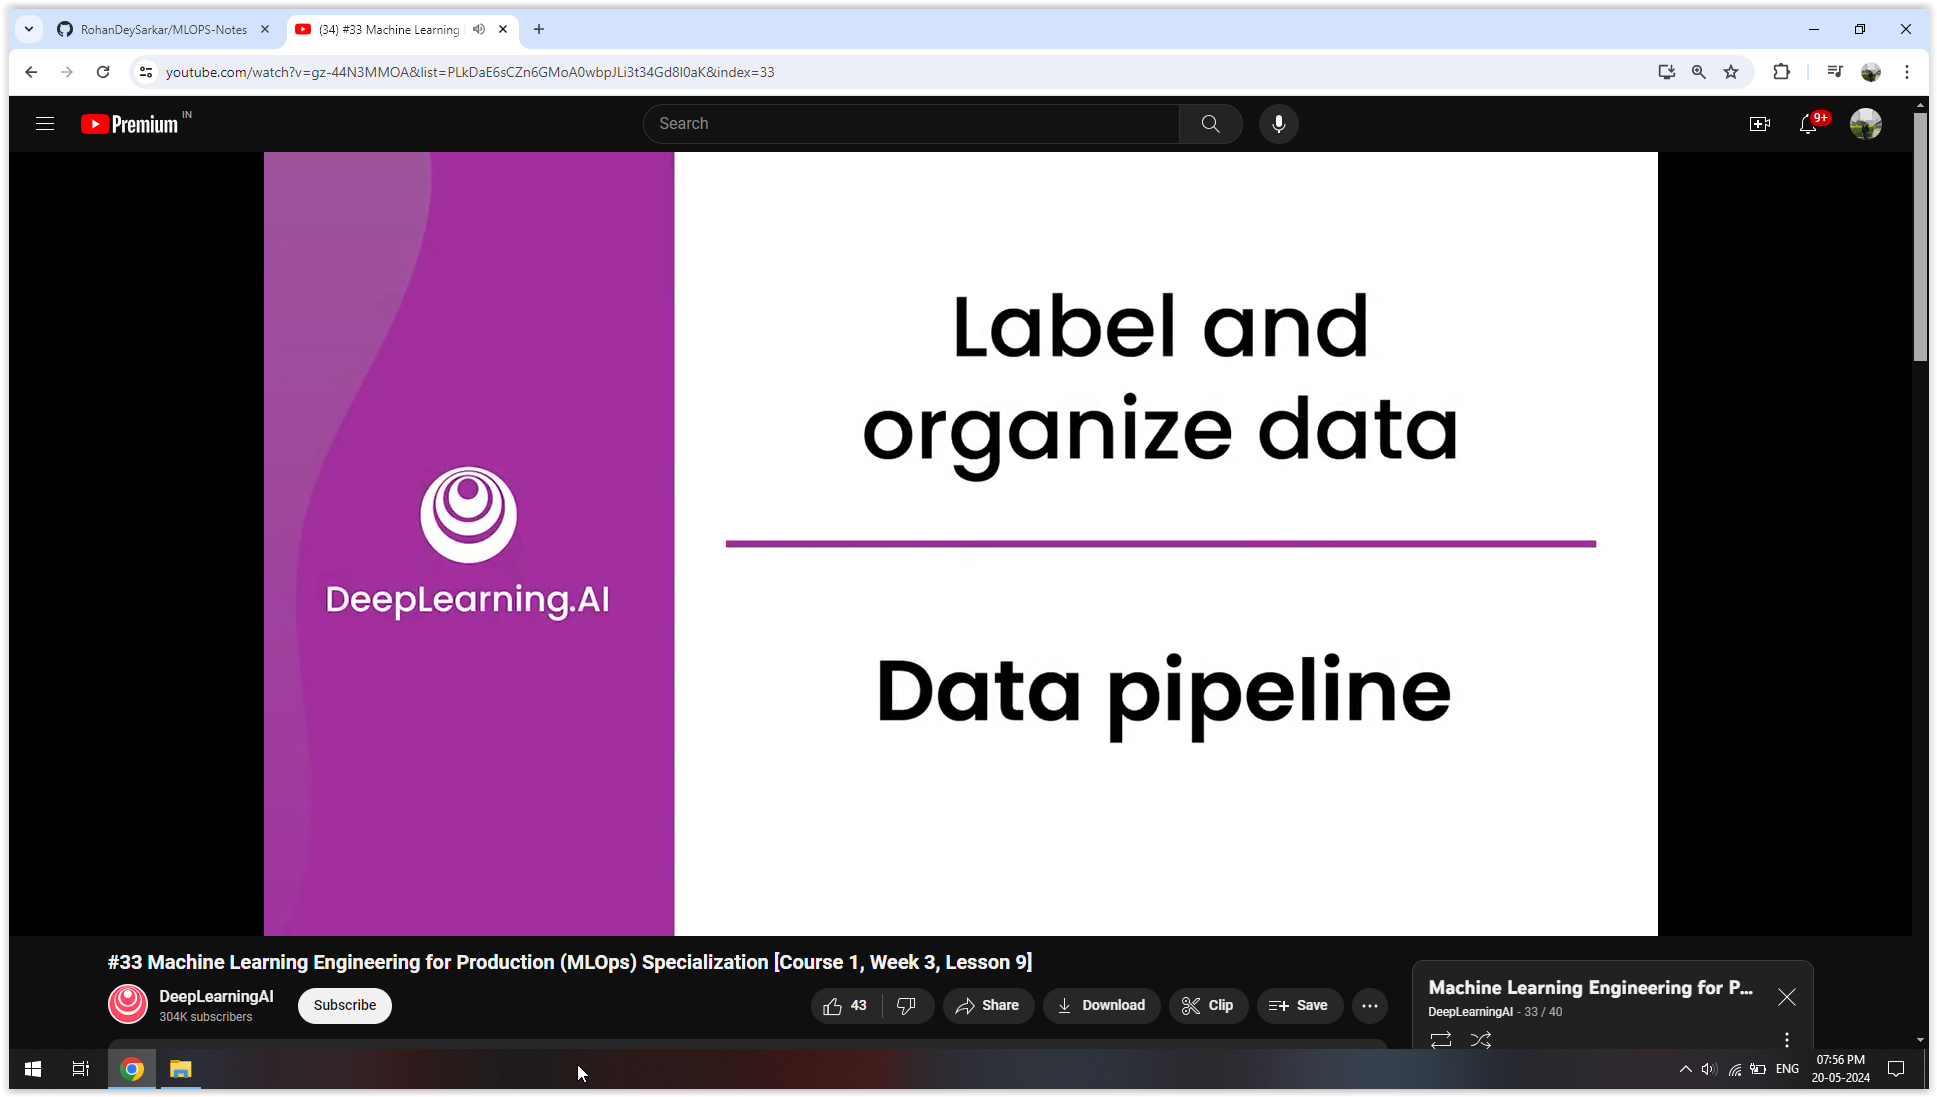 RohanDeySarkar/MLOPS-Notes
(34) #33 Machine Learning
youtube.com/watch?v=gz-44N3MMOA&list=PLkDaE6sCZn6GMoA0wbpJLi3t34Gd8l0aK&index=33
Premium IN
Search
9+
Label and
organize data
DeepLearning.AI
Data pipeline
#33 Machine Learning Engineering for Production (MLOps) Specialization [Course 1, Week 3, Lesson 9]
DeepLearningAI
304K subscribers
Subscribe
43
Share
Download
Clip
Save
Machine Learning Engineering for P...
DeepLearningAI - 33 / 40
ENG
07:56 PM
20-05-2024